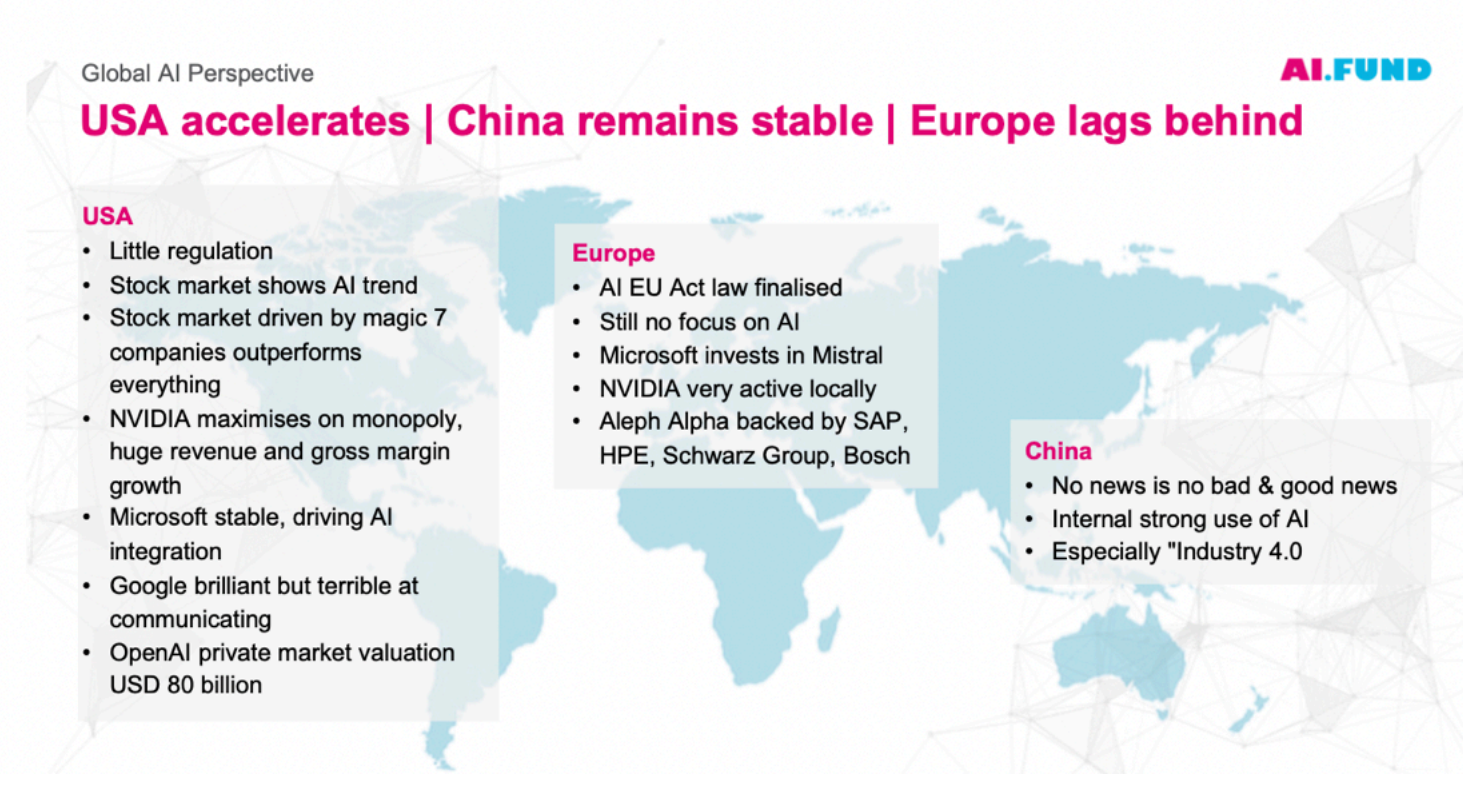 Global AI Perspective
AI.FUND
USA accelerates | China remains stable | Europe lags behind
USA
• Little regulation
• Stock market shows AI trend
• Stock market driven by magic 7
companies outperforms
everything
• NVIDIA maximises on monopoly,
huge revenue and gross margin
growth
• Microsoft stable, driving AI
integration
• Google brilliant but terrible at
communicating
• OpenAI private market valuation
USD 80 billion
Europe
• AI EU Act law finalised
• Still no focus on AI
• Microsoft invests in Mistral
• NVIDIA very active locally
• Aleph Alpha backed by SAP,
HPE, Schwarz Group, Bosch
China
• No news is no bad & good news
• Internal strong use of AI
• Especially "Industry 4.0